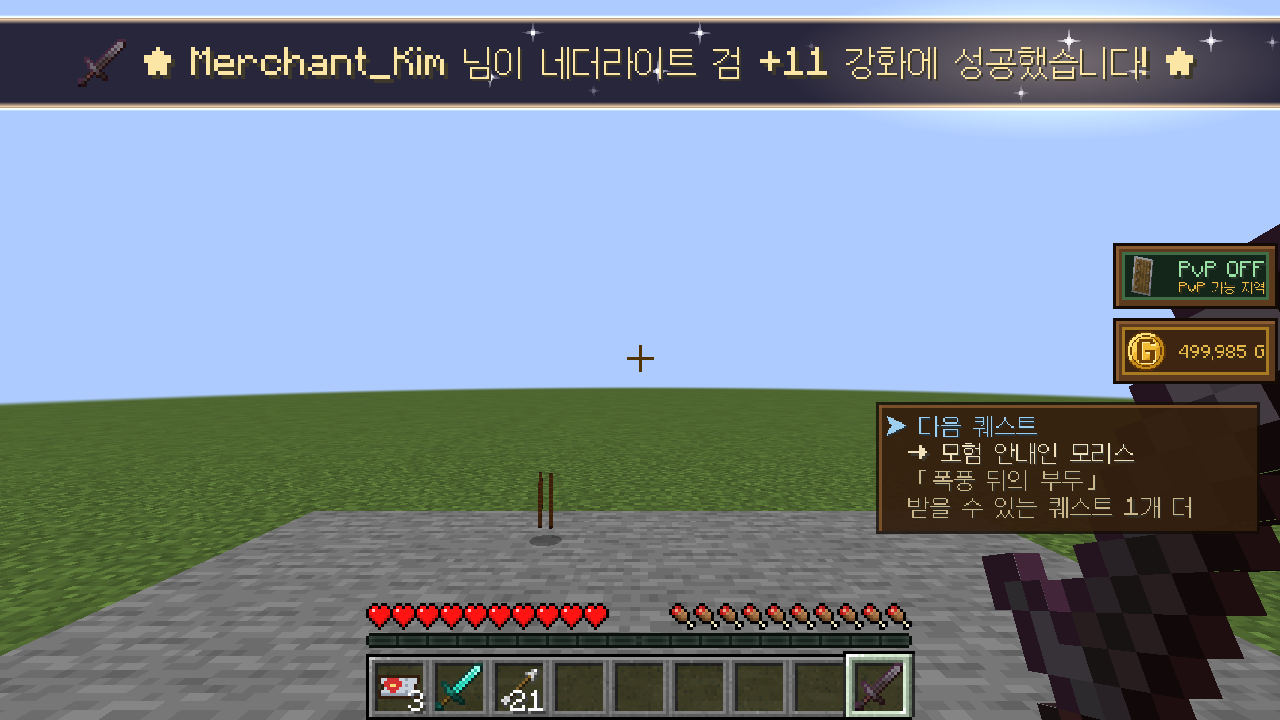 ★ Merchant_Kim 님이 네더라이트 검 +11 강화에 성공했습니다! ★
PvP OFF
PvP 가능 지역
G 499,985 G
➤ 다음 퀘스트
→ 모험 안내인 모리스
「폭풍 뒤의 부두」
받을 수 있는 퀘스트 1개 더
3 21